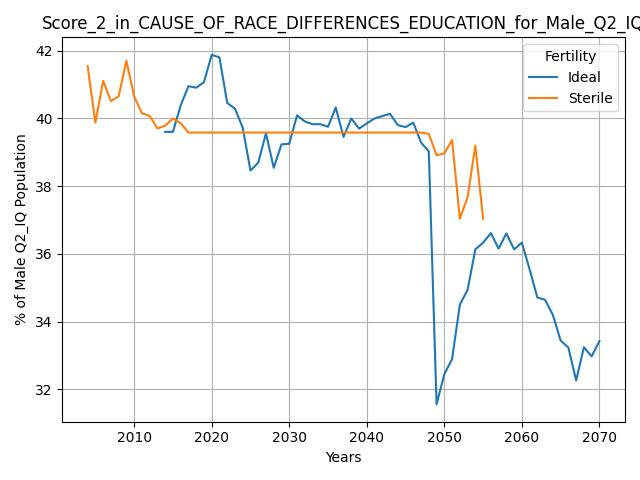 Score_2_in_CAUSE_OF_RACE_DIFFERENCES_EDUCATION_for_Male_Q2_IQ
Fertility
Ideal
Sterile
% of Male Q2_IQ Population
42
40
38
36
34
32
2010 2020 2030 2040 2050 2060 2070
Years